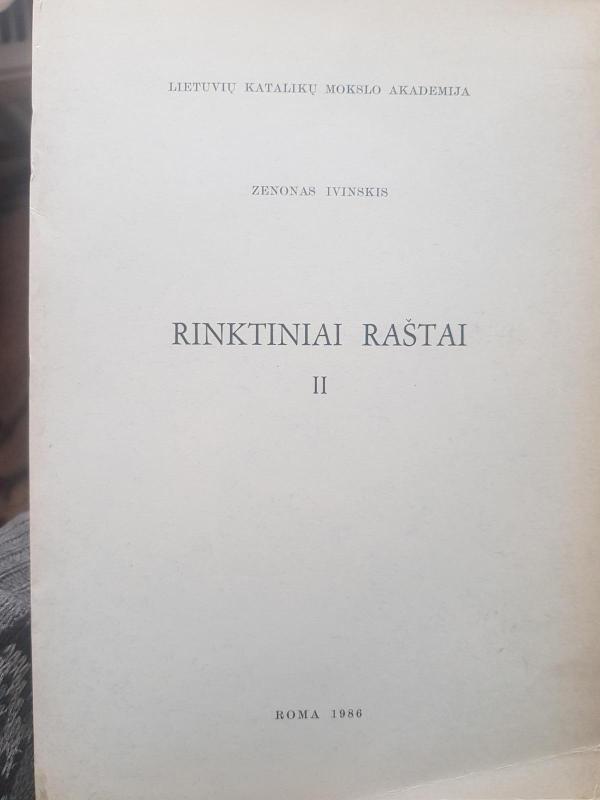 LIETUVIŲ KATALIKŲ MOKSLO AKADEMIJA
ZENONAS IVINSKIS
RINKTINIAI RAŠTAI
II
ROMA 1986